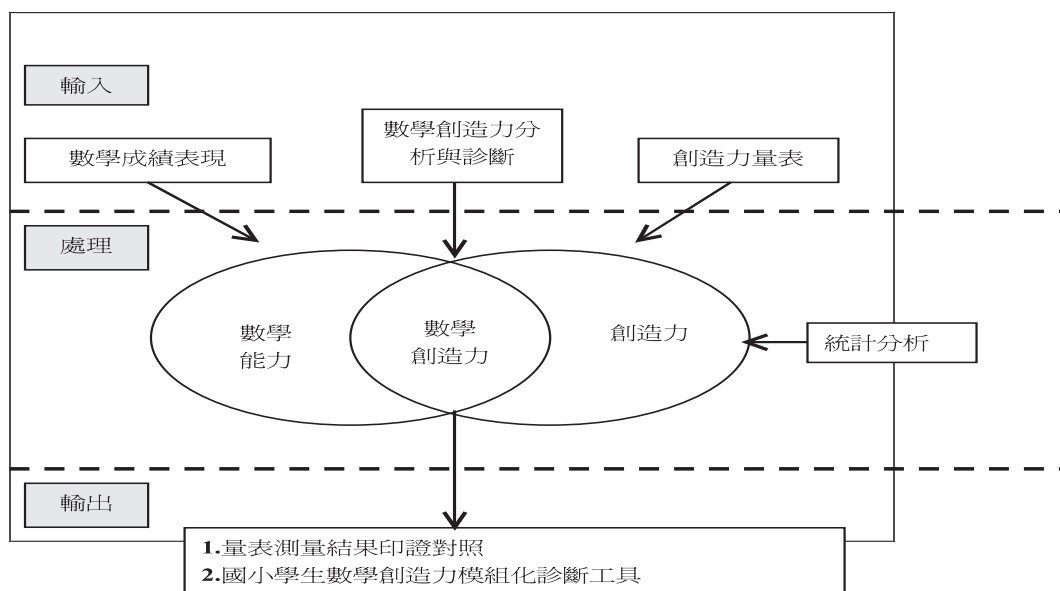 輸入
數學成績表現
數學創造力分
析與診斷
創造力量表
處理
數學
能力
數學
創造力
創造力
統計分析
輸出
1.量表測量結果印證對照
2.國小學生數學創造力模組化診斷工具